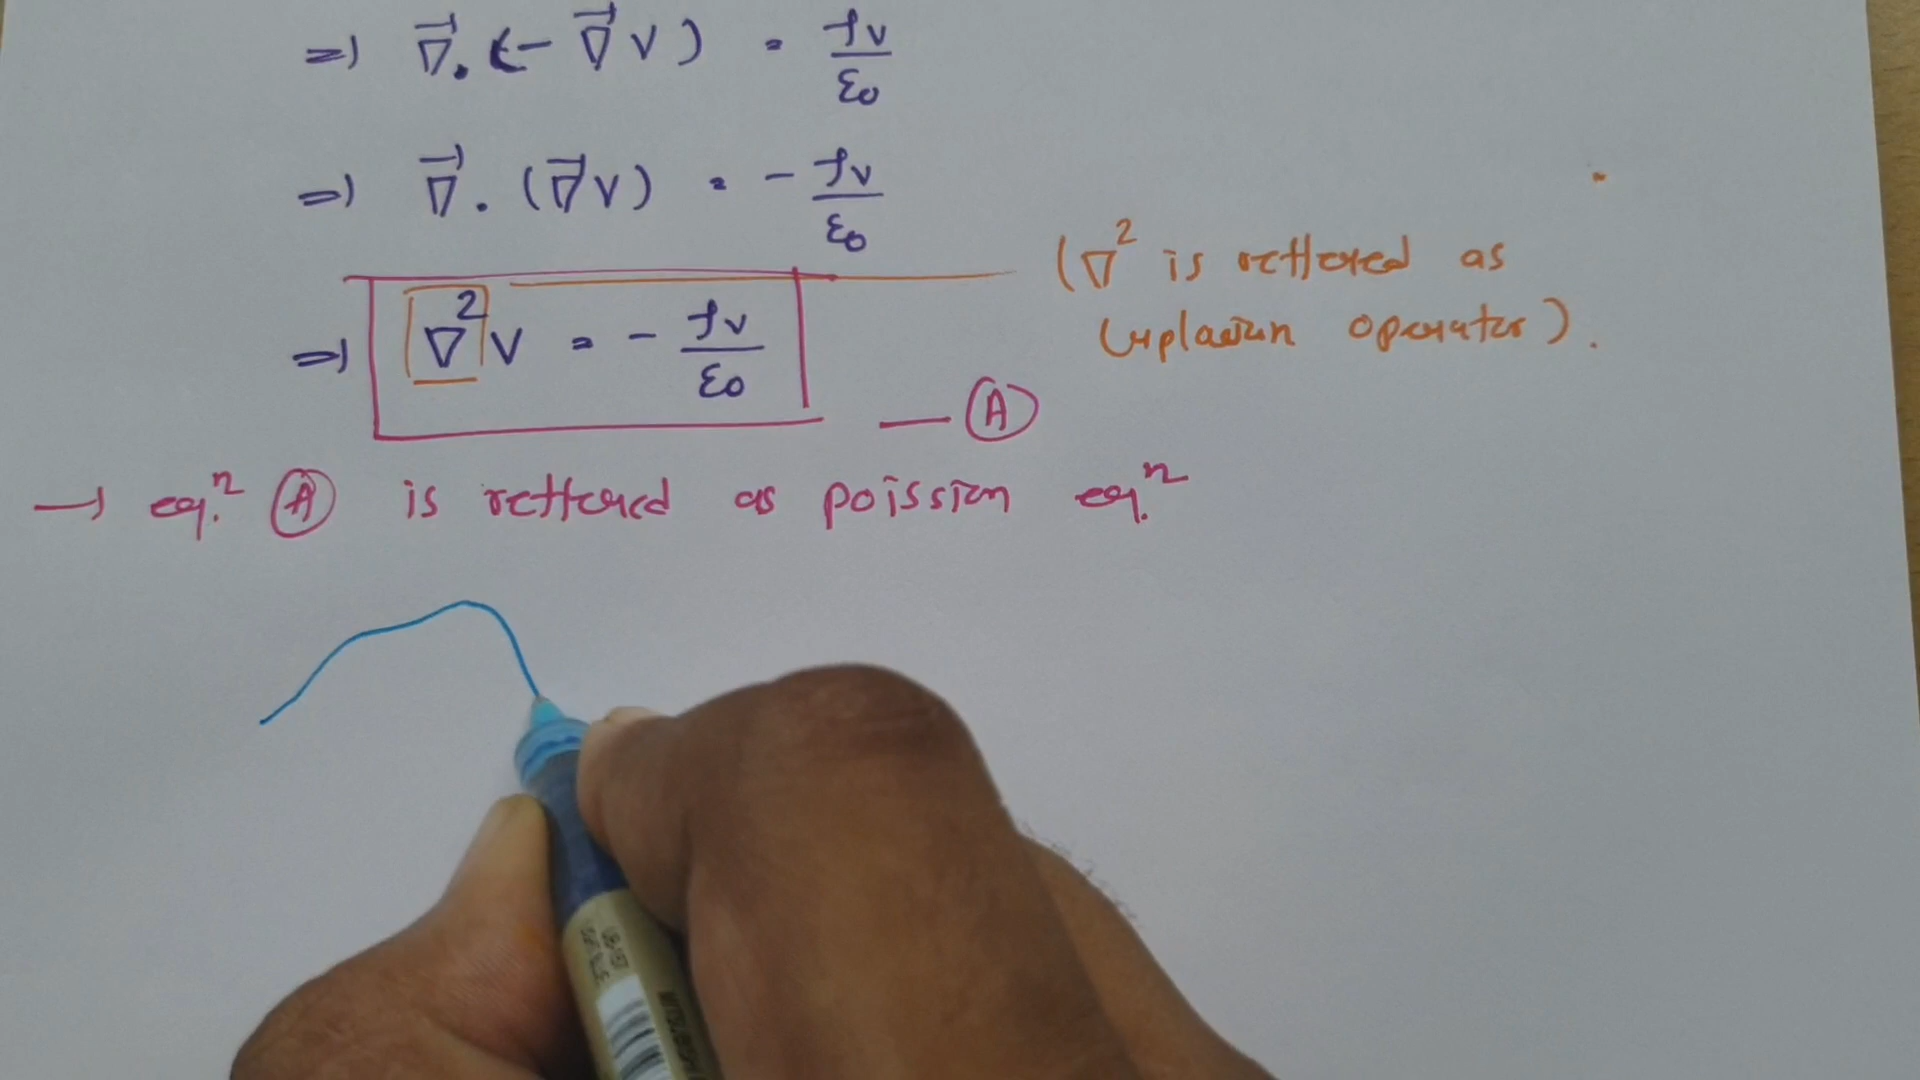 ⇒ ∇⃗.(-∇⃗V) = ρv/ε0
⇒ ∇⃗.(∇⃗V) = -ρv/ε0
⇒ ∇²V = -ρv/ε0
(∇² is reffered as
Laplacian operator).
— Ⓐ
→ eq.ⁿ Ⓐ is reffered as poission eq.ⁿ